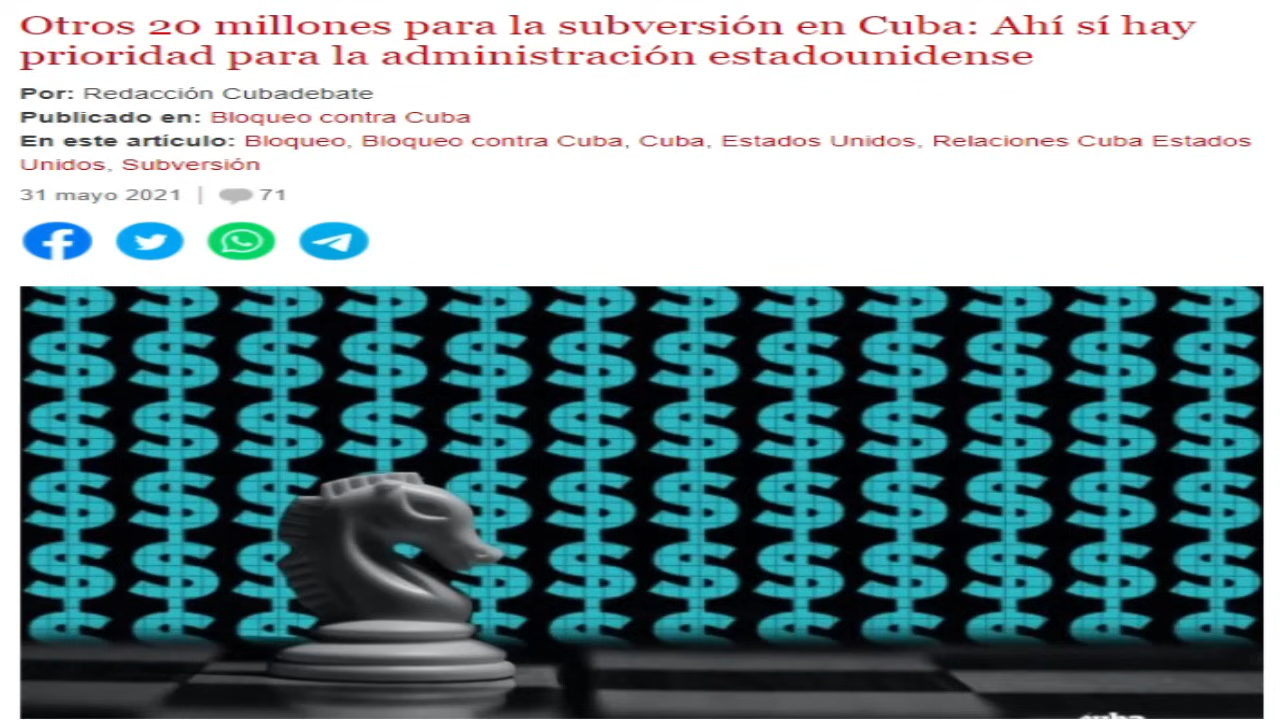 Otros 20 millones para la subversión en Cuba: Ahí sí hay
prioridad para la administración estadounidense
Por: Redacción Cubadebate
Publicado en: Bloqueo contra Cuba
En este artículo: Bloqueo, Bloqueo contra Cuba, Cuba, Estados Unidos, Relaciones Cuba Estados
Unidos, Subversión
31 mayo 2021 | 71